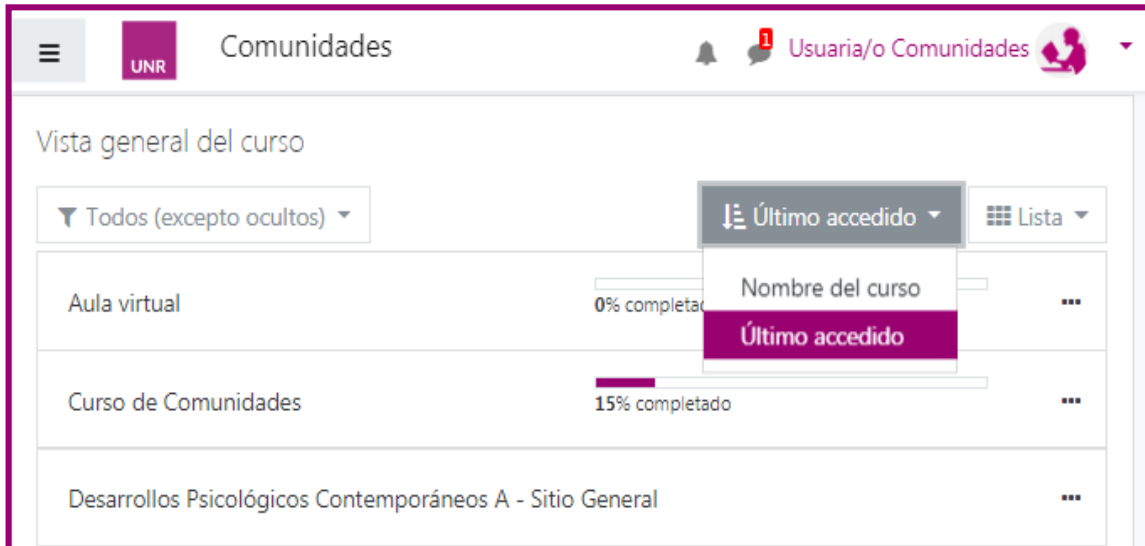 UNR
Comunidades
1
Usuaria/o Comunidades
Vista general del curso
Todos (excepto ocultos)
Último accedido
Lista
Nombre del curso
Último accedido
Aula virtual
0% completad
Curso de Comunidades
15% completado
Desarrollos Psicológicos Contemporáneos A - Sitio General